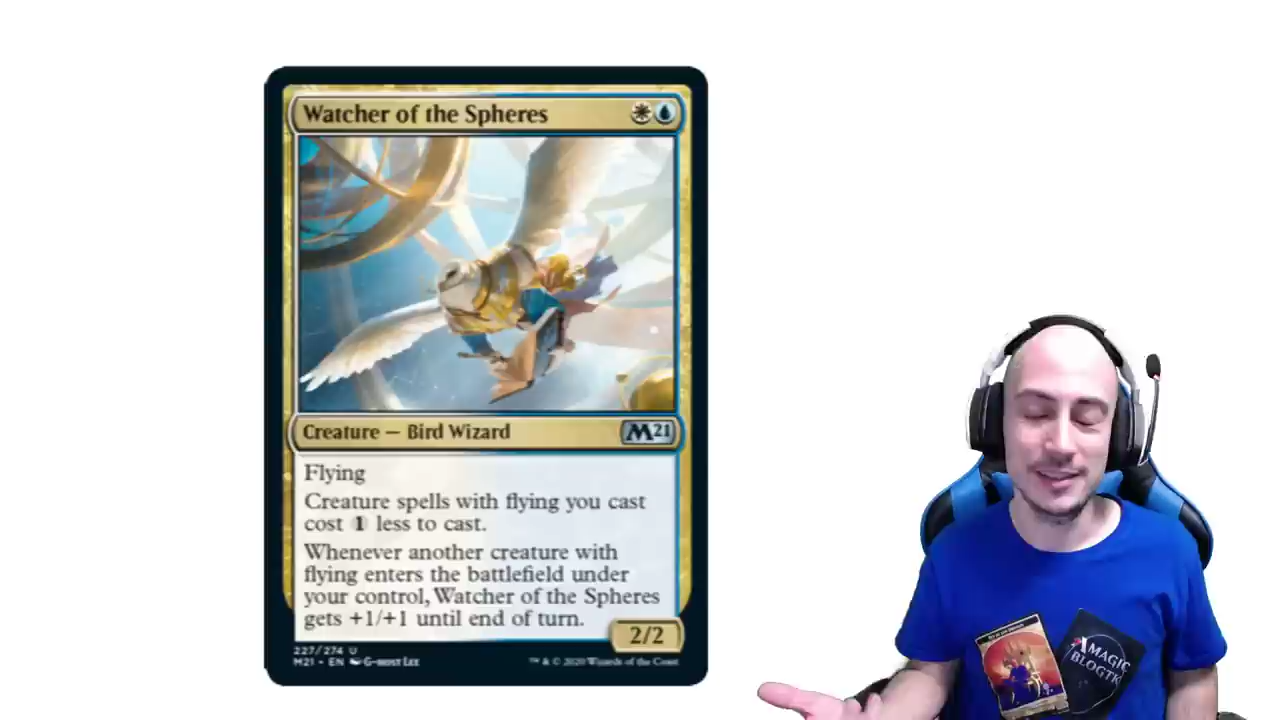 Watcher of the Spheres
Creature — Bird Wizard
M21
Flying
Creature spells with flying you cast
cost 1 less to cast.
Whenever another creature with
flying enters the battlefield under
your control, Watcher of the Spheres
gets +1/+1 until end of turn.
2/2
227/274 U
M21 • EN G-host Lee
™ & © 2020 Wizards of the Coast
MAGIC
BLOGTK